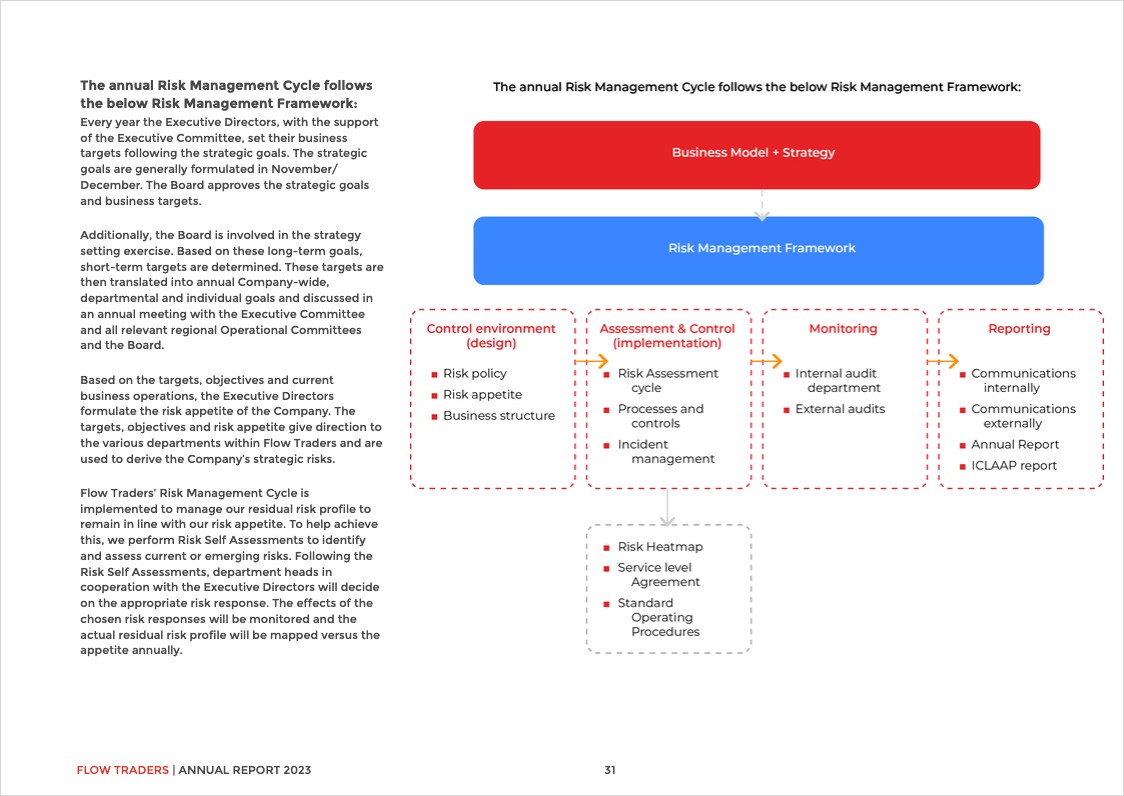 The annual Risk Management Cycle follows
the below Risk Management Framework:
Every year the Executive Directors, with the support
of the Executive Committee, set their business
targets following the strategic goals. The strategic
goals are generally formulated in November/
December. The Board approves the strategic goals
and business targets.
Additionally, the Board is involved in the strategy
setting exercise. Based on these long-term goals,
short-term targets are determined. These targets are
then translated into annual Company-wide,
departmental and individual goals and discussed in
an annual meeting with the Executive Committee
and all relevant regional Operational Committees
and the Board.
Based on the targets, objectives and current
business operations, the Executive Directors
formulate the risk appetite of the Company. The
targets, objectives and risk appetite give direction to
the various departments within Flow Traders and are
used to derive the Company's strategic risks.
Flow Traders' Risk Management Cycle is
implemented to manage our residual risk profile to
remain in line with our risk appetite. To help achieve
this, we perform Risk Self Assessments to identify
and assess current or emerging risks. Following the
Risk Self Assessments, department heads in
cooperation with the Executive Directors will decide
on the appropriate risk response. The effects of the
chosen risk responses will be monitored and the
actual residual risk profile will be mapped versus the
appetite annually.
The annual Risk Management Cycle follows the below Risk Management Framework:
Business Model + Strategy
Risk Management Framework
Control environment
(design)
Risk policy
Risk appetite
Business structure
Assessment & Control
(implementation)
Risk Assessment
cycle
Processes and
controls
Incident
management
Monitoring
Internal audit
department
External audits
Reporting
Communications
internally
Communications
externally
Annual Report
ICLAAP report
Risk Heatmap
Service level
Agreement
Standard
Operating
Procedures
FLOW TRADERS | ANNUAL REPORT 2023
31